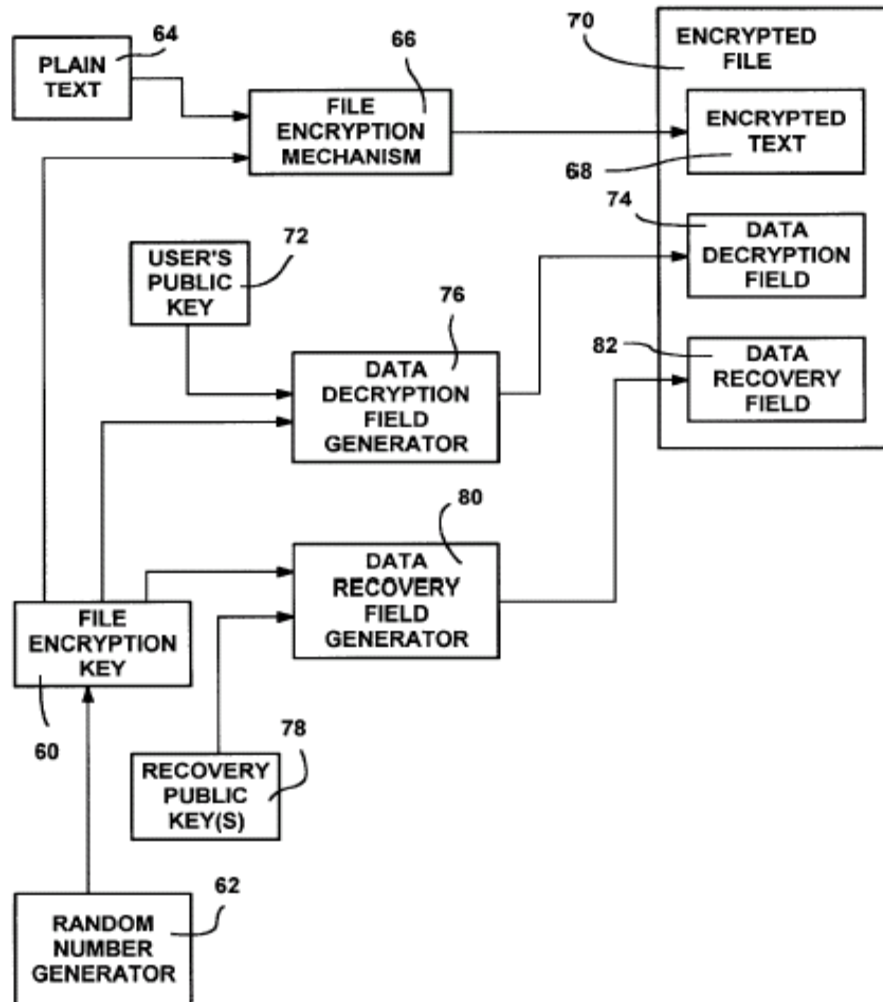 64
PLAIN
TEXT
66
FILE
ENCRYPTION
MECHANISM
70
ENCRYPTED
FILE
ENCRYPTED
TEXT
68
72
USER'S
PUBLIC
KEY
74
DATA
DECRYPTION
FIELD
76
DATA
DECRYPTION
FIELD
GENERATOR
82
DATA
RECOVERY
FIELD
80
DATA
RECOVERY
FIELD
GENERATOR
FILE
ENCRYPTION
KEY
60
78
RECOVERY
PUBLIC
KEY(S)
62
RANDOM
NUMBER
GENERATOR